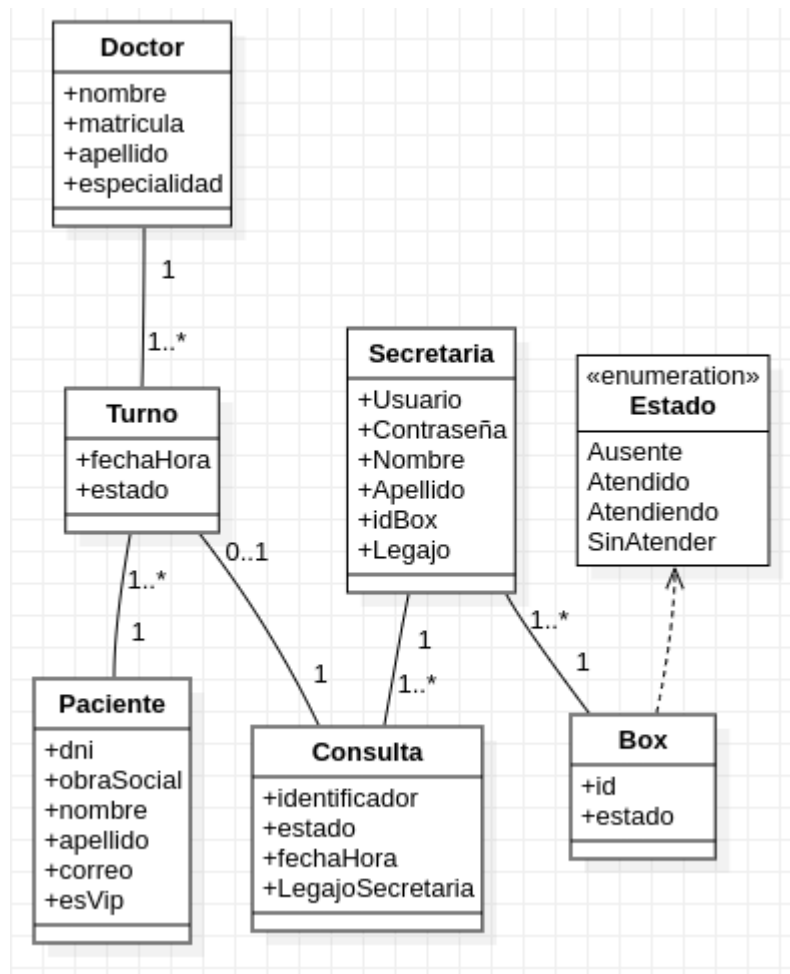 Doctor
+nombre
+matricula
+apellido
+especialidad
1
1..*
Turno
+fechaHora
+estado
Secretaria
+Usuario
+Contraseña
+Nombre
+Apellido
+idBox
+Legajo
«enumeration»
Estado
Ausente
Atendido
Atendiendo
SinAtender
1..*
1
0..1
1
1
1..*
1..*
1
Paciente
+dni
+obraSocial
+nombre
+apellido
+correo
+esVip
Consulta
+identificador
+estado
+fechaHora
+LegajoSecretaria
Box
+id
+estado